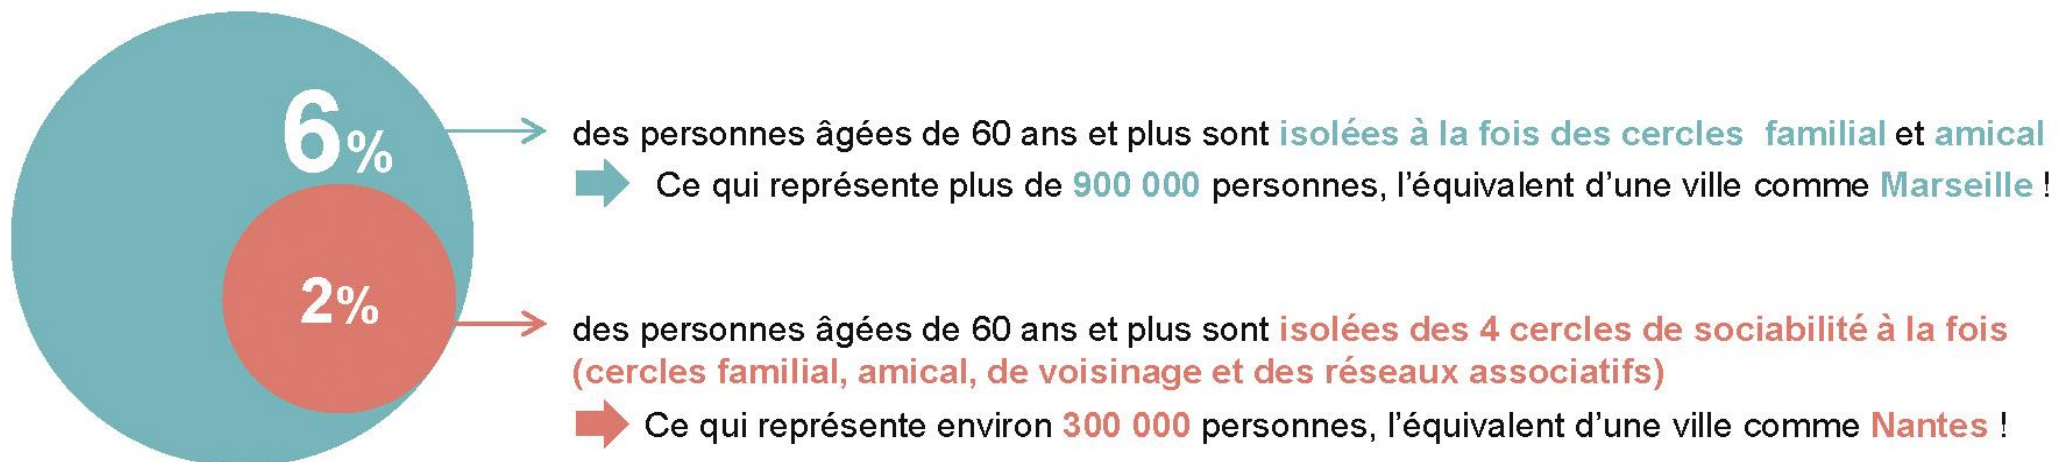 6%
des personnes âgées de 60 ans et plus sont isolées à la fois des cercles familial et amical
Ce qui représente plus de 900 000 personnes, l'équivalent d'une ville comme Marseille !
2%
des personnes âgées de 60 ans et plus sont isolées des 4 cercles de sociabilité à la fois
(cercles familial, amical, de voisinage et des réseaux associatifs)
Ce qui représente environ 300 000 personnes, l'équivalent d'une ville comme Nantes !